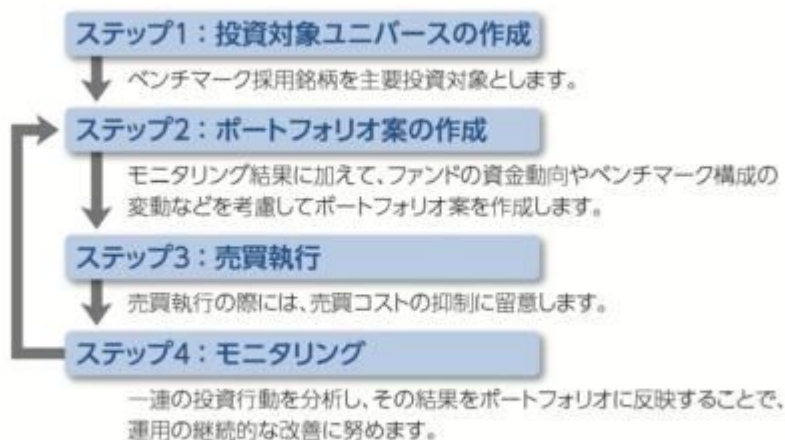 ステップ1：投資対象ユニバースの作成
ベンチマーク採用銘柄を主要投資対象とします。
ステップ2：ポートフォリオ案の作成
モニタリング結果に加えて、ファンドの資金動向やベンチマーク構成の
変動などを考慮してポートフォリオ案を作成します。
ステップ3：売買執行
売買執行の際には、売買コストの抑制に留意します。
ステップ4：モニタリング
一連の投資行動を分析し、その結果をポートフォリオに反映することで、
運用の継続的な改善に努めます。